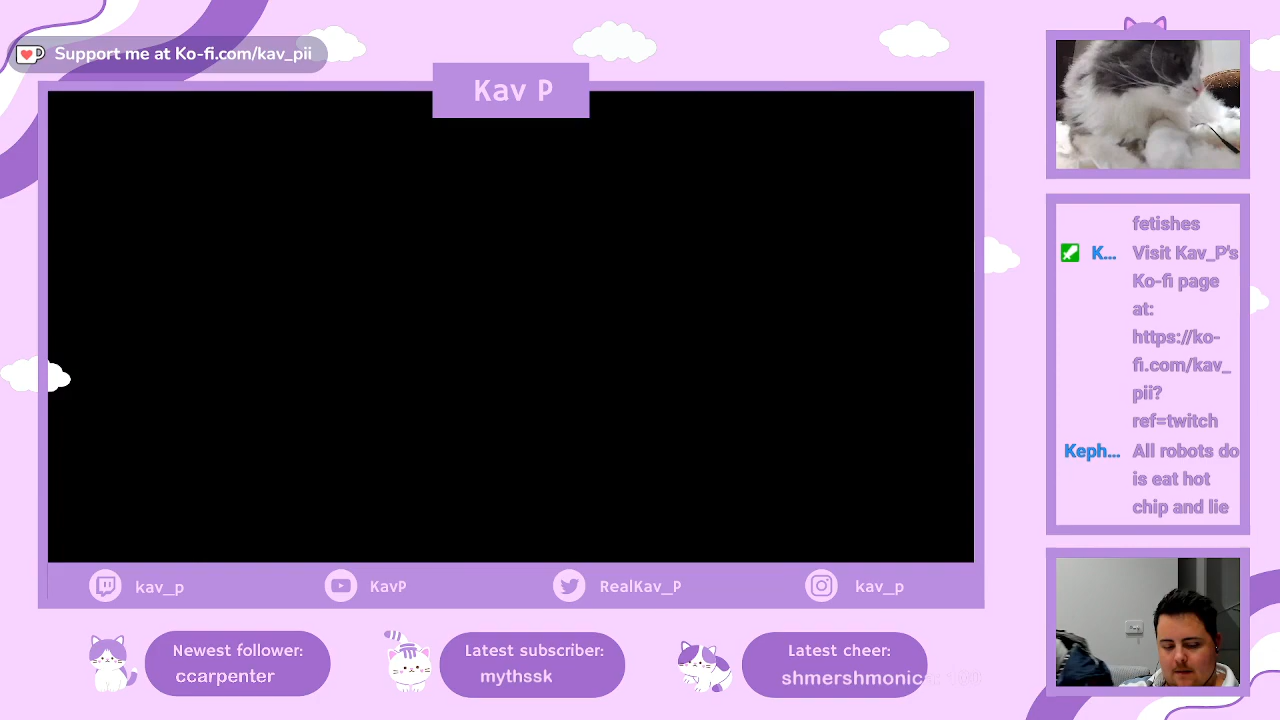 Support me at Ko-fi.com/kav_pii
Kav P
fetishes
K... Visit Kav_P's
Ko-fi page
at:
https://ko-
fi.com/kav_
pii?
ref=twitch
Keph... All robots do
is eat hot
chip and lie
kav_p
KavP
RealKav_P
kav_p
Newest follower:
ccarpenter
Latest subscriber:
mythssk
Latest cheer:
shmershmonica: